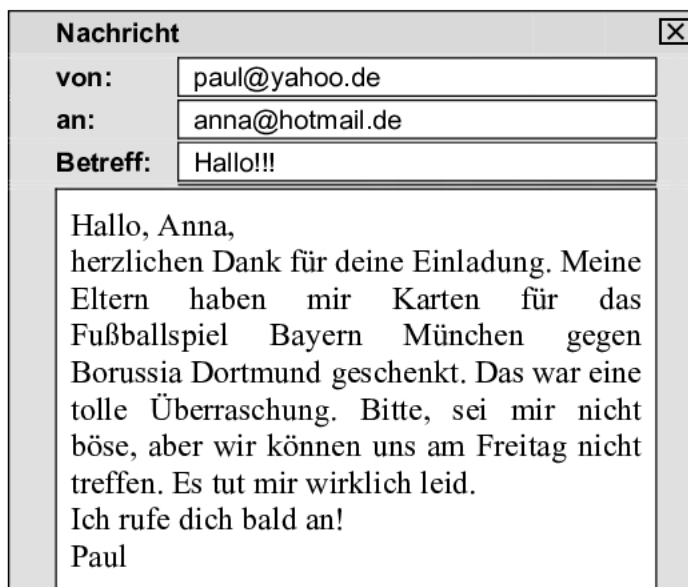 Nachricht
von: paul@yahoo.de
an: anna@hotmail.de
Betreff: Hallo!!!
Hallo, Anna,
herzlichen Dank für deine Einladung. Meine
Eltern haben mir Karten für das
Fußballspiel Bayern München gegen
Borussia Dortmund geschenkt. Das war eine
tolle Überraschung. Bitte, sei mir nicht
böse, aber wir können uns am Freitag nicht
treffen. Es tut mir wirklich leid.
Ich rufe dich bald an!
Paul